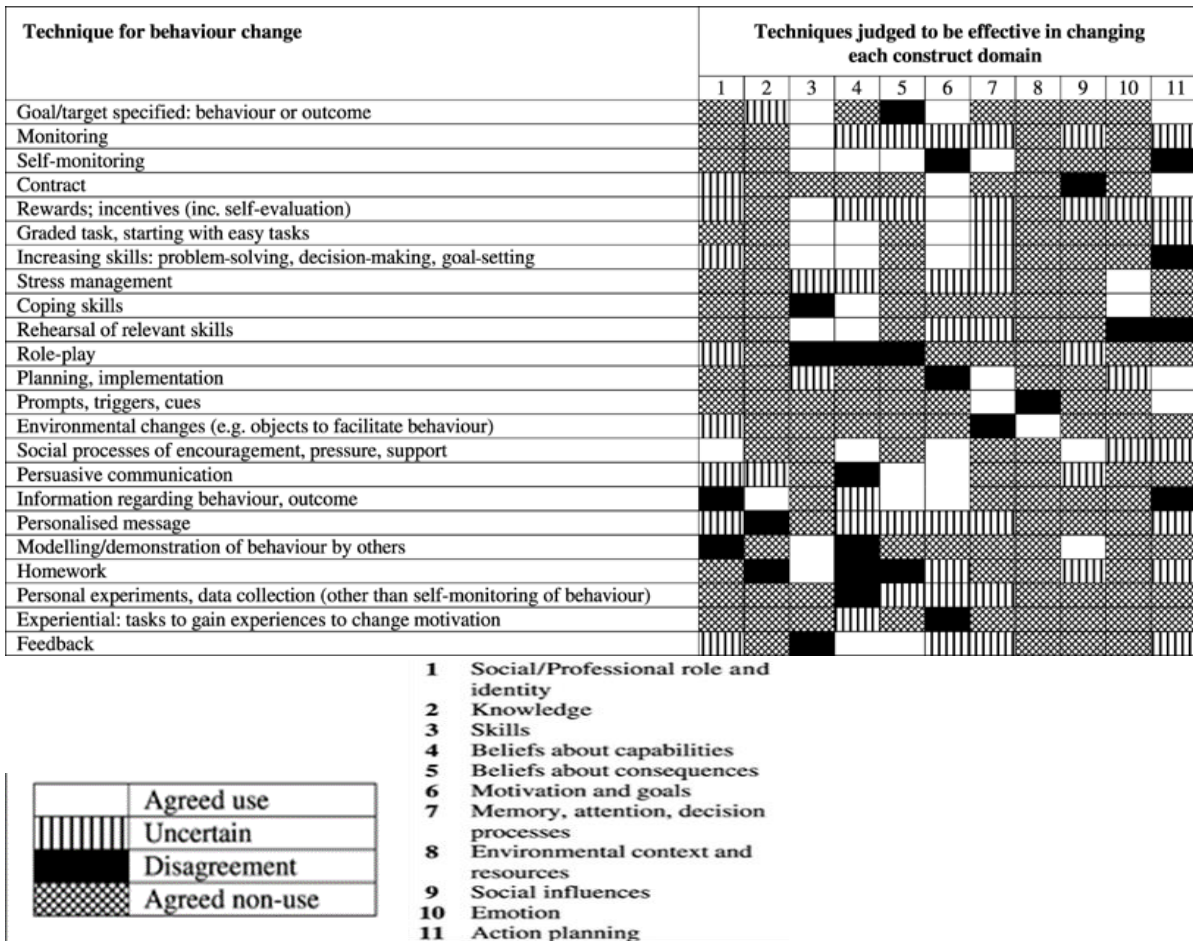 Technique for behaviour change
Techniques judged to be effective in changing
each construct domain
1 2 3 4 5 6 7 8 9 10 11
Goal/target specified: behaviour or outcome
Monitoring
Self-monitoring
Contract
Rewards; incentives (inc. self-evaluation)
Graded task, starting with easy tasks
Increasing skills: problem-solving, decision-making, goal-setting
Stress management
Coping skills
Rehearsal of relevant skills
Role-play
Planning, implementation
Prompts, triggers, cues
Environmental changes (e.g. objects to facilitate behaviour)
Social processes of encouragement, pressure, support
Persuasive communication
Information regarding behaviour, outcome
Personalised message
Modelling/demonstration of behaviour by others
Homework
Personal experiments, data collection (other than self-monitoring of behaviour)
Experiential: tasks to gain experiences to change motivation
Feedback
1 Social/Professional role and
identity
2 Knowledge
3 Skills
4 Beliefs about capabilities
5 Beliefs about consequences
6 Motivation and goals
7 Memory, attention, decision
processes
8 Environmental context and
resources
9 Social influences
10 Emotion
11 Action planning
Agreed use
Uncertain
Disagreement
Agreed non-use